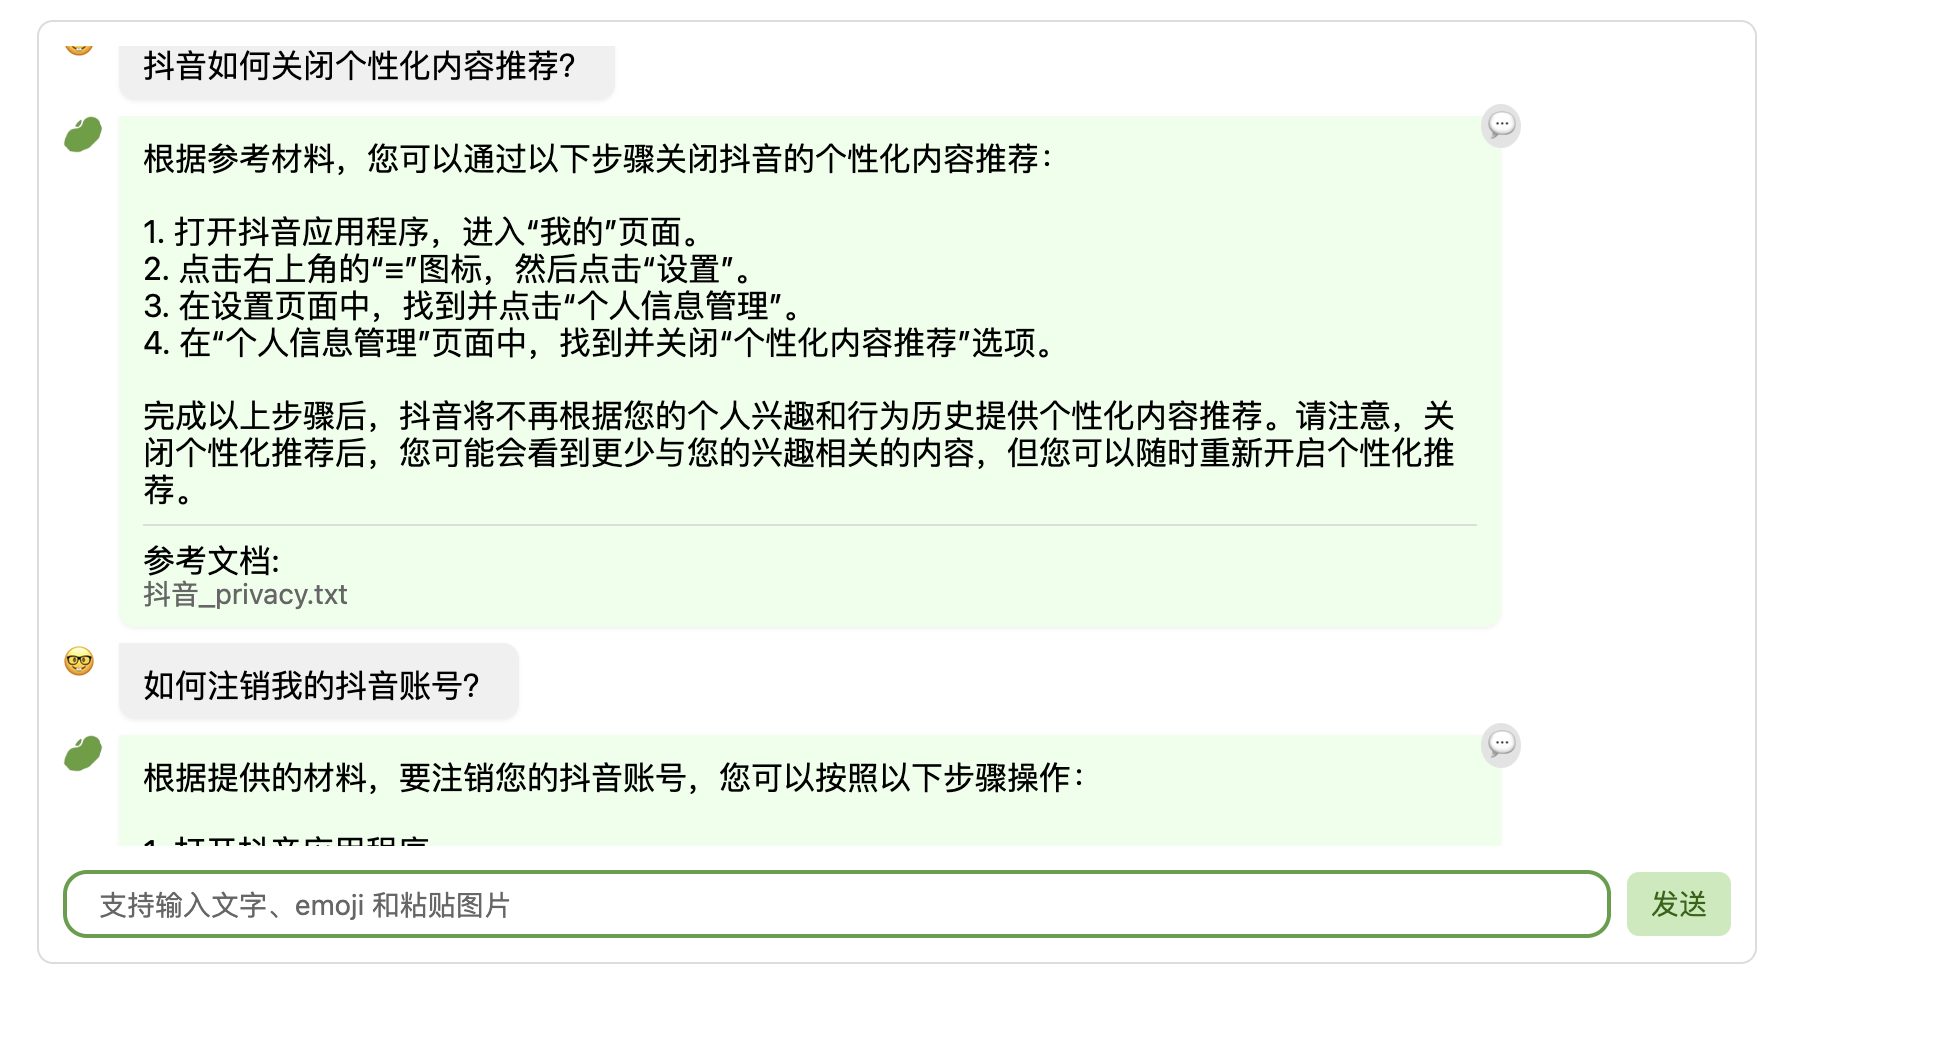 抖音如何关闭个性化内容推荐?
根据参考材料，您可以通过以下步骤关闭抖音的个性化内容推荐：
1. 打开抖音应用程序，进入“我的”页面。
2. 点击右上角的“≡”图标，然后点击“设置”。
3. 在设置页面中，找到并点击“个人信息管理”。
4. 在“个人信息管理”页面中，找到并关闭“个性化内容推荐”选项。
完成以上步骤后，抖音将不再根据您的个人兴趣和行为历史提供个性化内容推荐。请注意，关
闭个性化推荐后，您可能会看到更少与您的兴趣相关的内容，但您可以随时重新开启个性化推
荐。
参考文档:
抖音_privacy.txt
如何注销我的抖音账号?
根据提供的材料，要注销您的抖音账号，您可以按照以下步骤操作：
1. 打开抖音应用程序
支持输入文字、emoji 和粘贴图片
发送